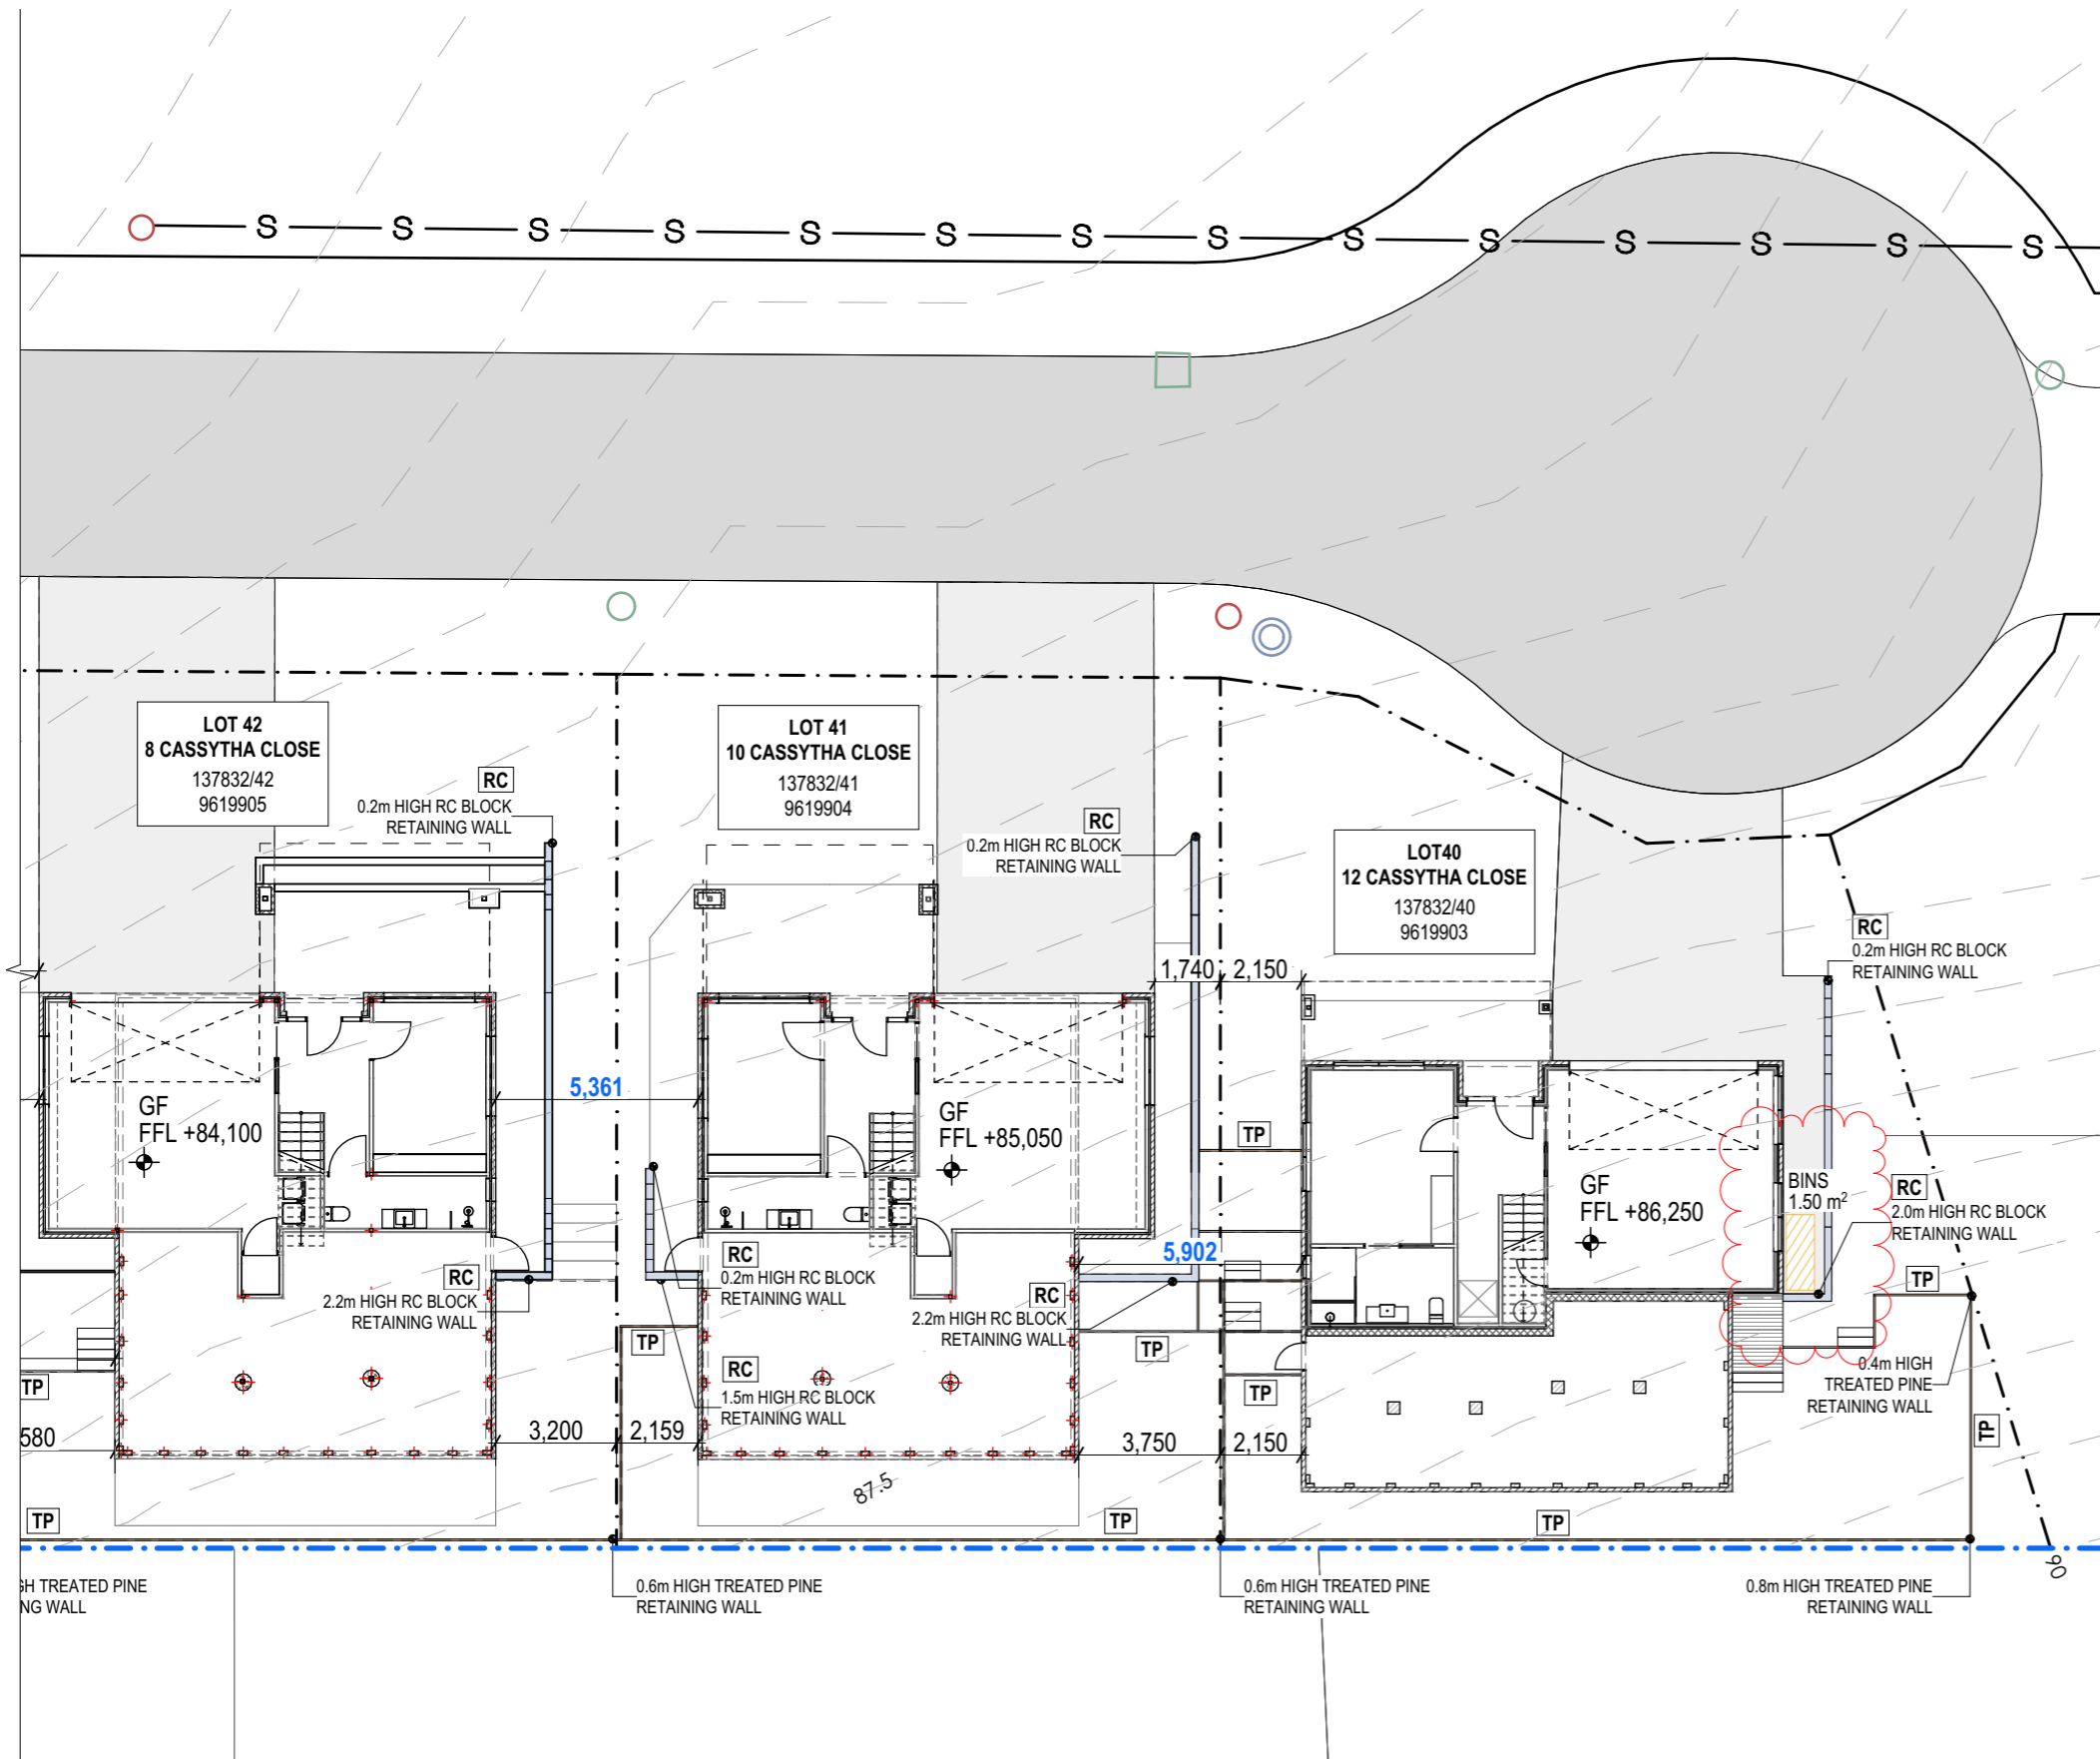 S S S S S S S S S S S S S S
LOT 42
8 CASSYTHA CLOSE
137832/42
9619905
LOT 41
10 CASSYTHA CLOSE
137832/41
9619904
LOT40
12 CASSYTHA CLOSE
137832/40
9619903
RC
0.2m HIGH RC BLOCK
RETAINING WALL
RC
0.2m HIGH RC BLOCK
RETAINING WALL
RC
0.2m HIGH RC BLOCK
RETAINING WALL
1,740
2,150
5,361
GF
FFL +84,100
GF
FFL +85,050
TP
GF
FFL +86,250
BINS
1.50 m²
RC
2.0m HIGH RC BLOCK
RETAINING WALL
5,902
RC
2.2m HIGH RC BLOCK
RETAINING WALL
RC
0.2m HIGH RC BLOCK
RETAINING WALL
RC
2.2m HIGH RC BLOCK
RETAINING WALL
TP
TP
TP
RC
1.5m HIGH RC BLOCK
RETAINING WALL
0.4m HIGH
TREATED PINE
RETAINING WALL
TP
TP
TP
580
3,200
2,159
3,750
2,150
87.5
TP
TP
TP
GH TREATED PINE
NG WALL
0.6m HIGH TREATED PINE
RETAINING WALL
0.6m HIGH TREATED PINE
RETAINING WALL
0.8m HIGH TREATED PINE
RETAINING WALL
90